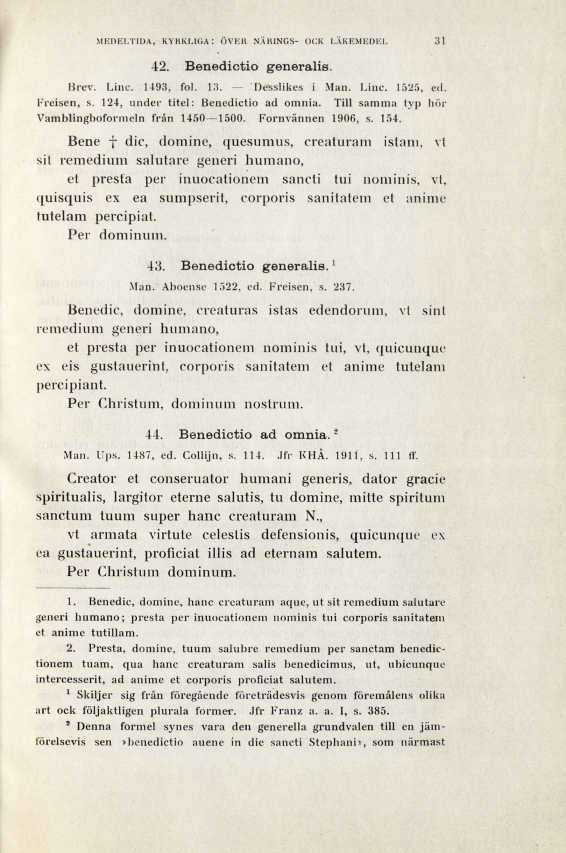 MEDELTIDA, KYRKLIGA: ÖVER NÄRINGS- OCK LÄKEMEDEL 31
42. Benedictio generalis.
Brev. Linc. 1493, fol. 13. — Desslikes i Man. Linc. 1525, ed.
Freisen, s. 124, under titel: Benedictio ad omnia. Till samma typ hör
Vamblingboformeln från 1450—1500. Fornvännen 1906, s. 154.
Bene † dic, domine, quesumus, creaturam istam, vt
sit remedium salutare generi humano,
et presta per inuocationem sancti tui nominis, vt,
quisquis ex ea sumpserit, corporis sanitatem et anime
tutelam percipiat.
Per dominum.
43. Benedictio generalis.¹
Man. Aboense 1522, ed. Freisen, s. 237.
Benedic, domine, creaturas istas edendorum, vt sint
remedium generi humano,
et presta per inuocationem nominis tui, vt, quicunque
ex eis gustauerint, corporis sanitatem et anime tutelam
percipiant.
Per Christum, dominum nostrum.
44. Benedictio ad omnia.²
Man. Ups. 1487, ed. Collijn, s. 114. Jfr KHÅ. 1911, s. 111 ff.
Creator et conseruator humani generis, dator gracie
spiritualis, largitor eterne salutis, tu domine, mitte spiritum
sanctum tuum super hanc creaturam N.,
vt armata virtute celestis defensionis, quicunque ex
ea gustauerint, proficiat illis ad eternam salutem.
Per Christum dominum.
1. Benedic, domine, hanc creaturam aque, ut sit remedium salutare
generi humano; presta per inuocationem nominis tui corporis sanitatem
et anime tutillam.
2. Presta, domine, tuum salubre remedium per sanctam benedic-
tionem tuam, qua hanc creaturam salis benedicimus, ut, ubicunque
intercesserit, ad anime et corporis proficiat salutem.
¹ Skiljer sig från föregående företrädesvis genom föremålens olika
art ock följaktligen plurala former. Jfr Franz a. a. I, s. 385.
² Denna formel synes vara den generella grundvalen till en jäm-
förelsevis sen »benedictio auene in die sancti Stephani», som närmast